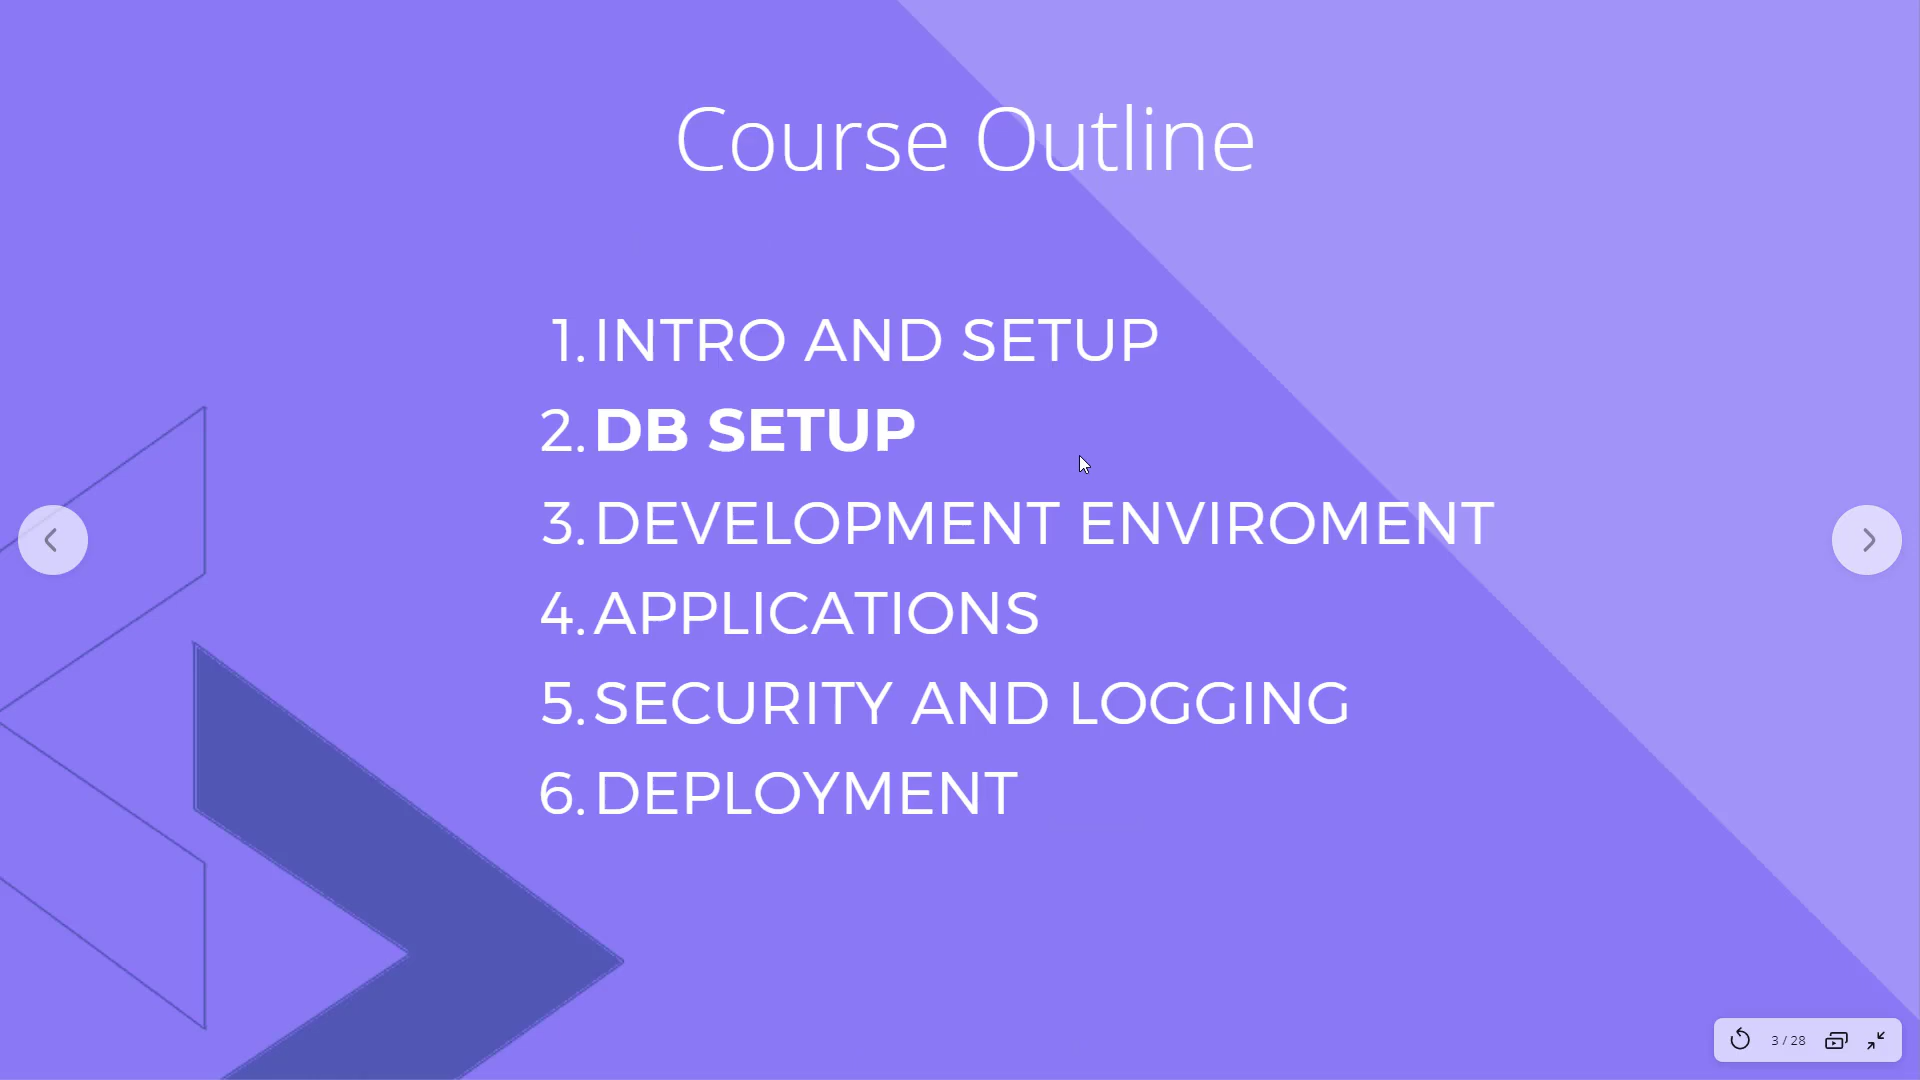 Course Outline
1. INTRO AND SETUP
2. DB SETUP
3. DEVELOPMENT ENVIROMENT
4. APPLICATIONS
5. SECURITY AND LOGGING
6. DEPLOYMENT
3 / 28